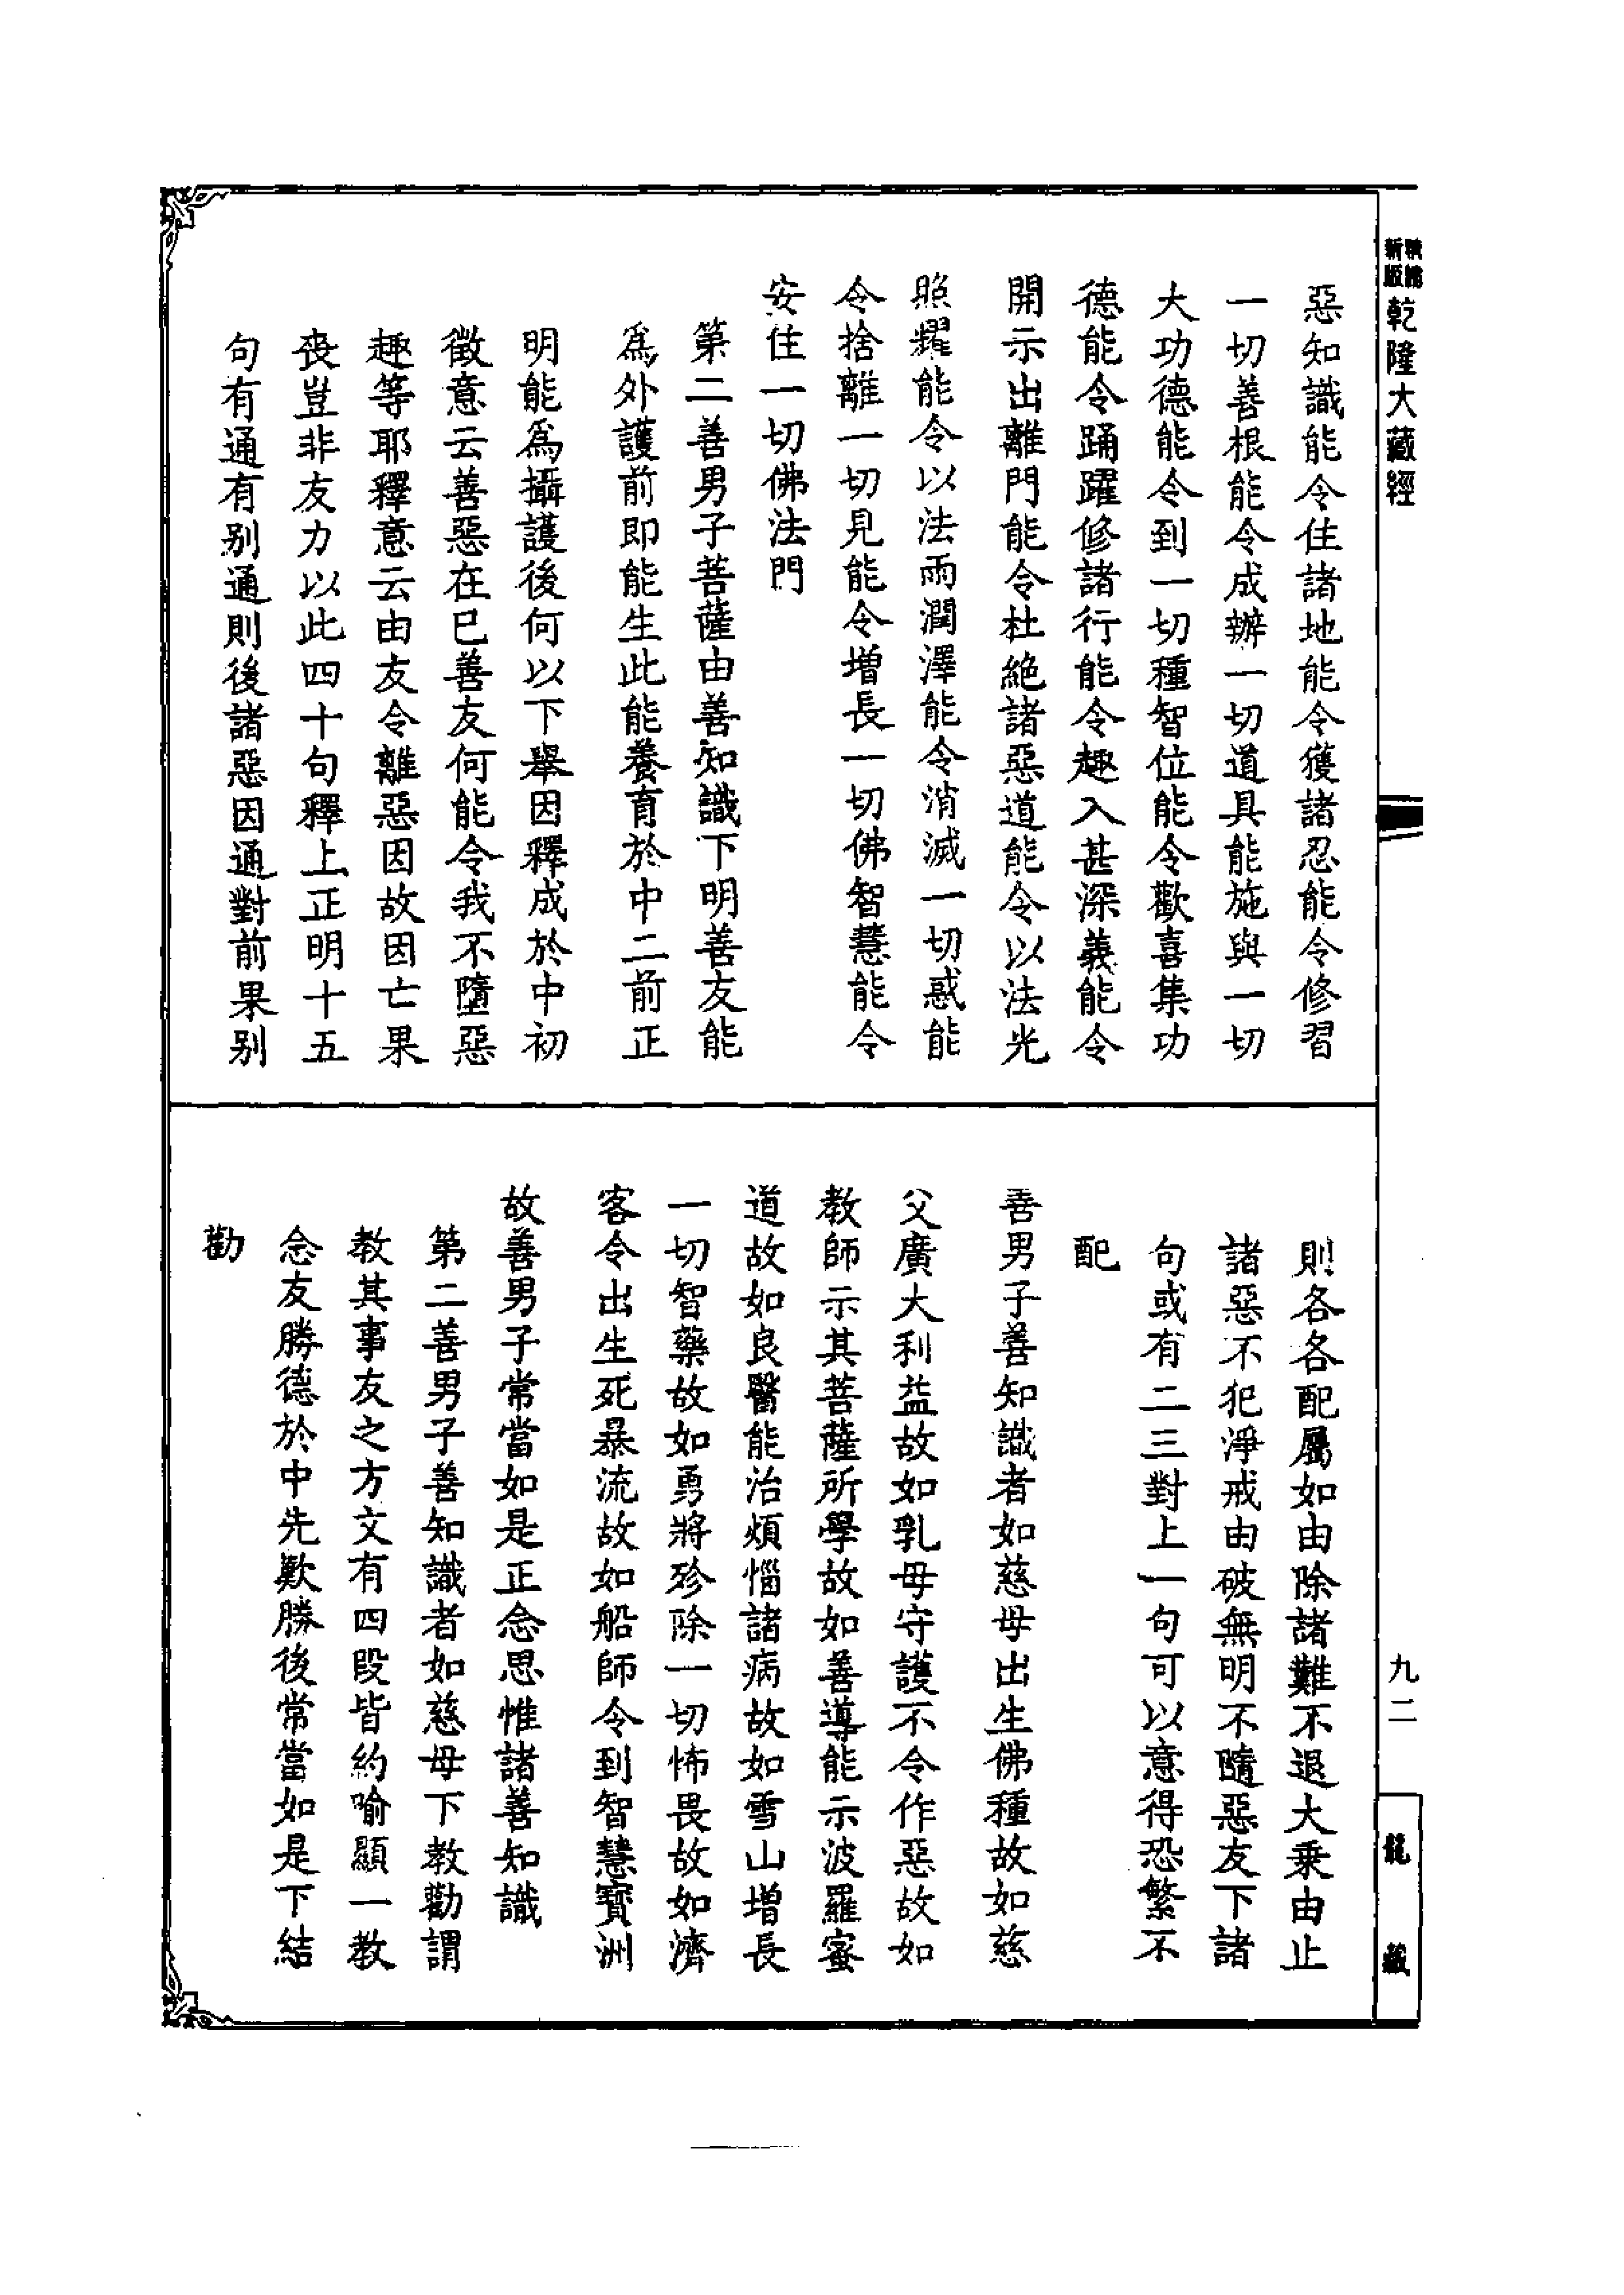 精縮新版乾隆大藏經
惡知識能令住諸地能令獲諸忍能令修習
一切善根能令成辦一切道具能施與一切
大功德能令到一切種智位能令歡喜集功
德能令踊躍修諸行能令趣入甚深義能令
開示出離門能令杜絕諸惡道能令以法光
照耀能令以法雨潤澤能令消滅一切惑能
令捨離一切見能令增長一切佛智慧能令
安住一切佛法門
第二善男子菩薩由善知識下明善友能
爲外護前即能生此能養育於中二前正
明能爲攝護後何以下舉因釋成於中初
徵意云善惡在已善友何能令我不墮惡
趣等耶釋意云由友令離惡因故因亡果
喪豈非友力以此四十句釋上正明十五
句有通有别通則後諸惡因通對前果别
則各各配屬如由除諸難不退大乘由止
諸惡不犯淨戒由破無明不隨惡友下諸
句或有二三對上一句可以意得恐繁不
配
善男子善知識者如慈母出生佛種故如慈
父廣大利益故如乳母守護不令作惡故如
教師示其菩薩所學故如善導能示波羅蜜
道故如良醫能治煩惱諸病故如雪山增長
一切智藥故如勇將殄除一切怖畏故如濟
客令出生死暴流故如船師令到智慧寶洲
故善男子常當如是正念思惟諸善知識
第二善男子善知識者如慈母下教勸謂
教其事友之方文有四段皆約喻顯一教
念友勝德於中先歎勝後常當如是下結
勸
九二
龍藏